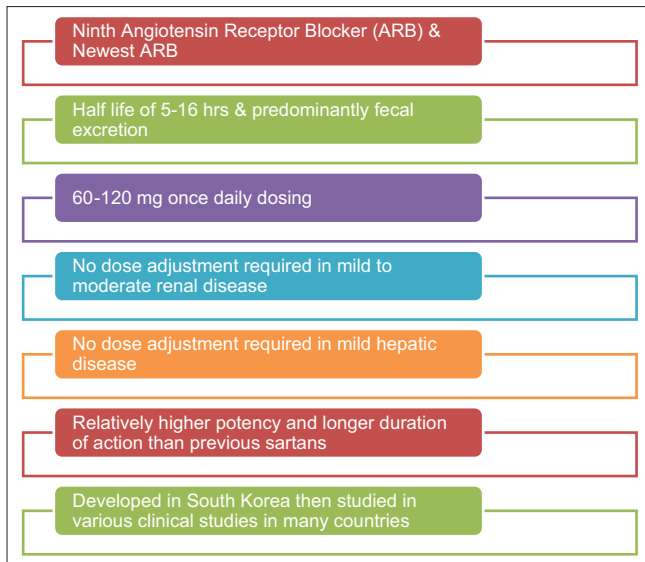 Ninth Angiotensin Receptor Blocker (ARB) &
Newest ARB
Half life of 5-16 hrs & predominantly fecal
excretion
60-120 mg once daily dosing
No dose adjustment required in mild to
moderate renal disease
No dose adjustment required in mild hepatic
disease
Relatively higher potency and longer duration
of action than previous sartans
Developed in South Korea then studied in
various clinical studies in many countries